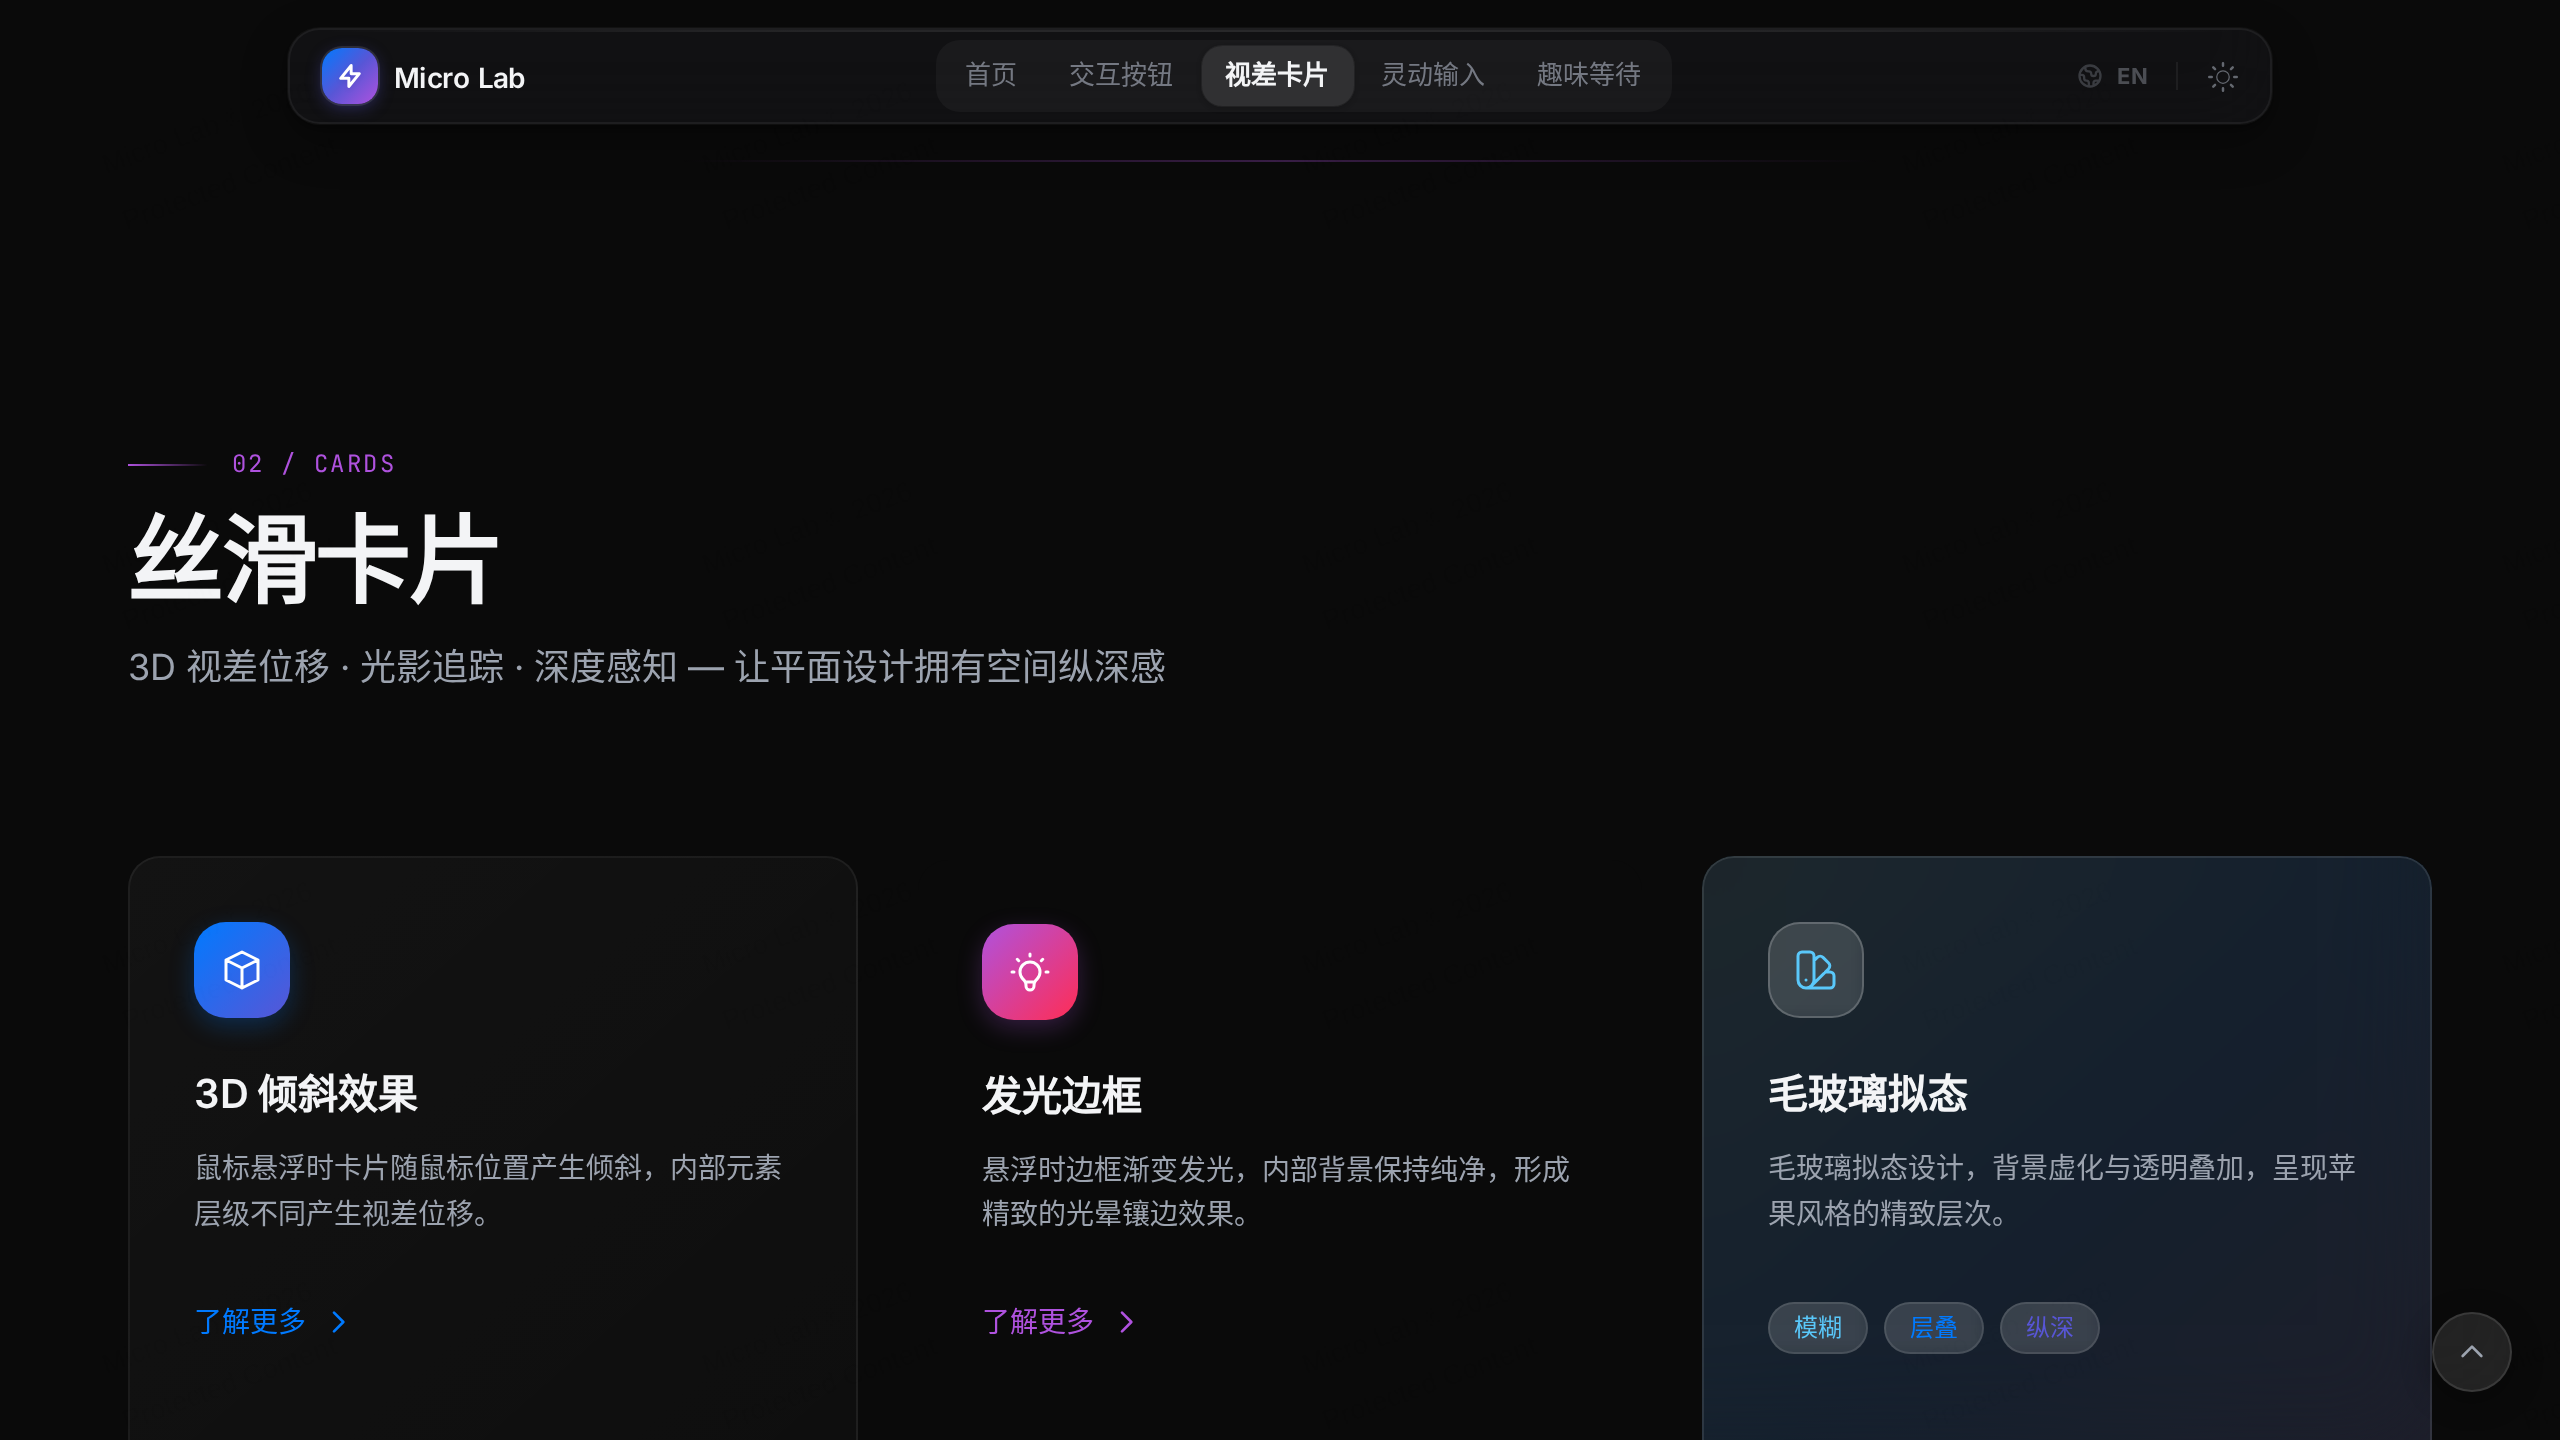 Micro Lab
首页
交互按钮
视差卡片
灵动输入
趣味等待
EN
02 / CARDS
丝滑卡片
3D 视差位移 · 光影追踪 · 深度感知 — 让平面设计拥有空间纵深感
3D 倾斜效果
鼠标悬浮时卡片随鼠标位置产生倾斜，内部元素
层级不同产生视差位移。
了解更多
发光边框
悬浮时边框渐变发光，内部背景保持纯净，形成
精致的光晕镶边效果。
了解更多
毛玻璃拟态
毛玻璃拟态设计，背景虚化与透明叠加，呈现苹
果风格的精致层次。
模糊
层叠
纵深